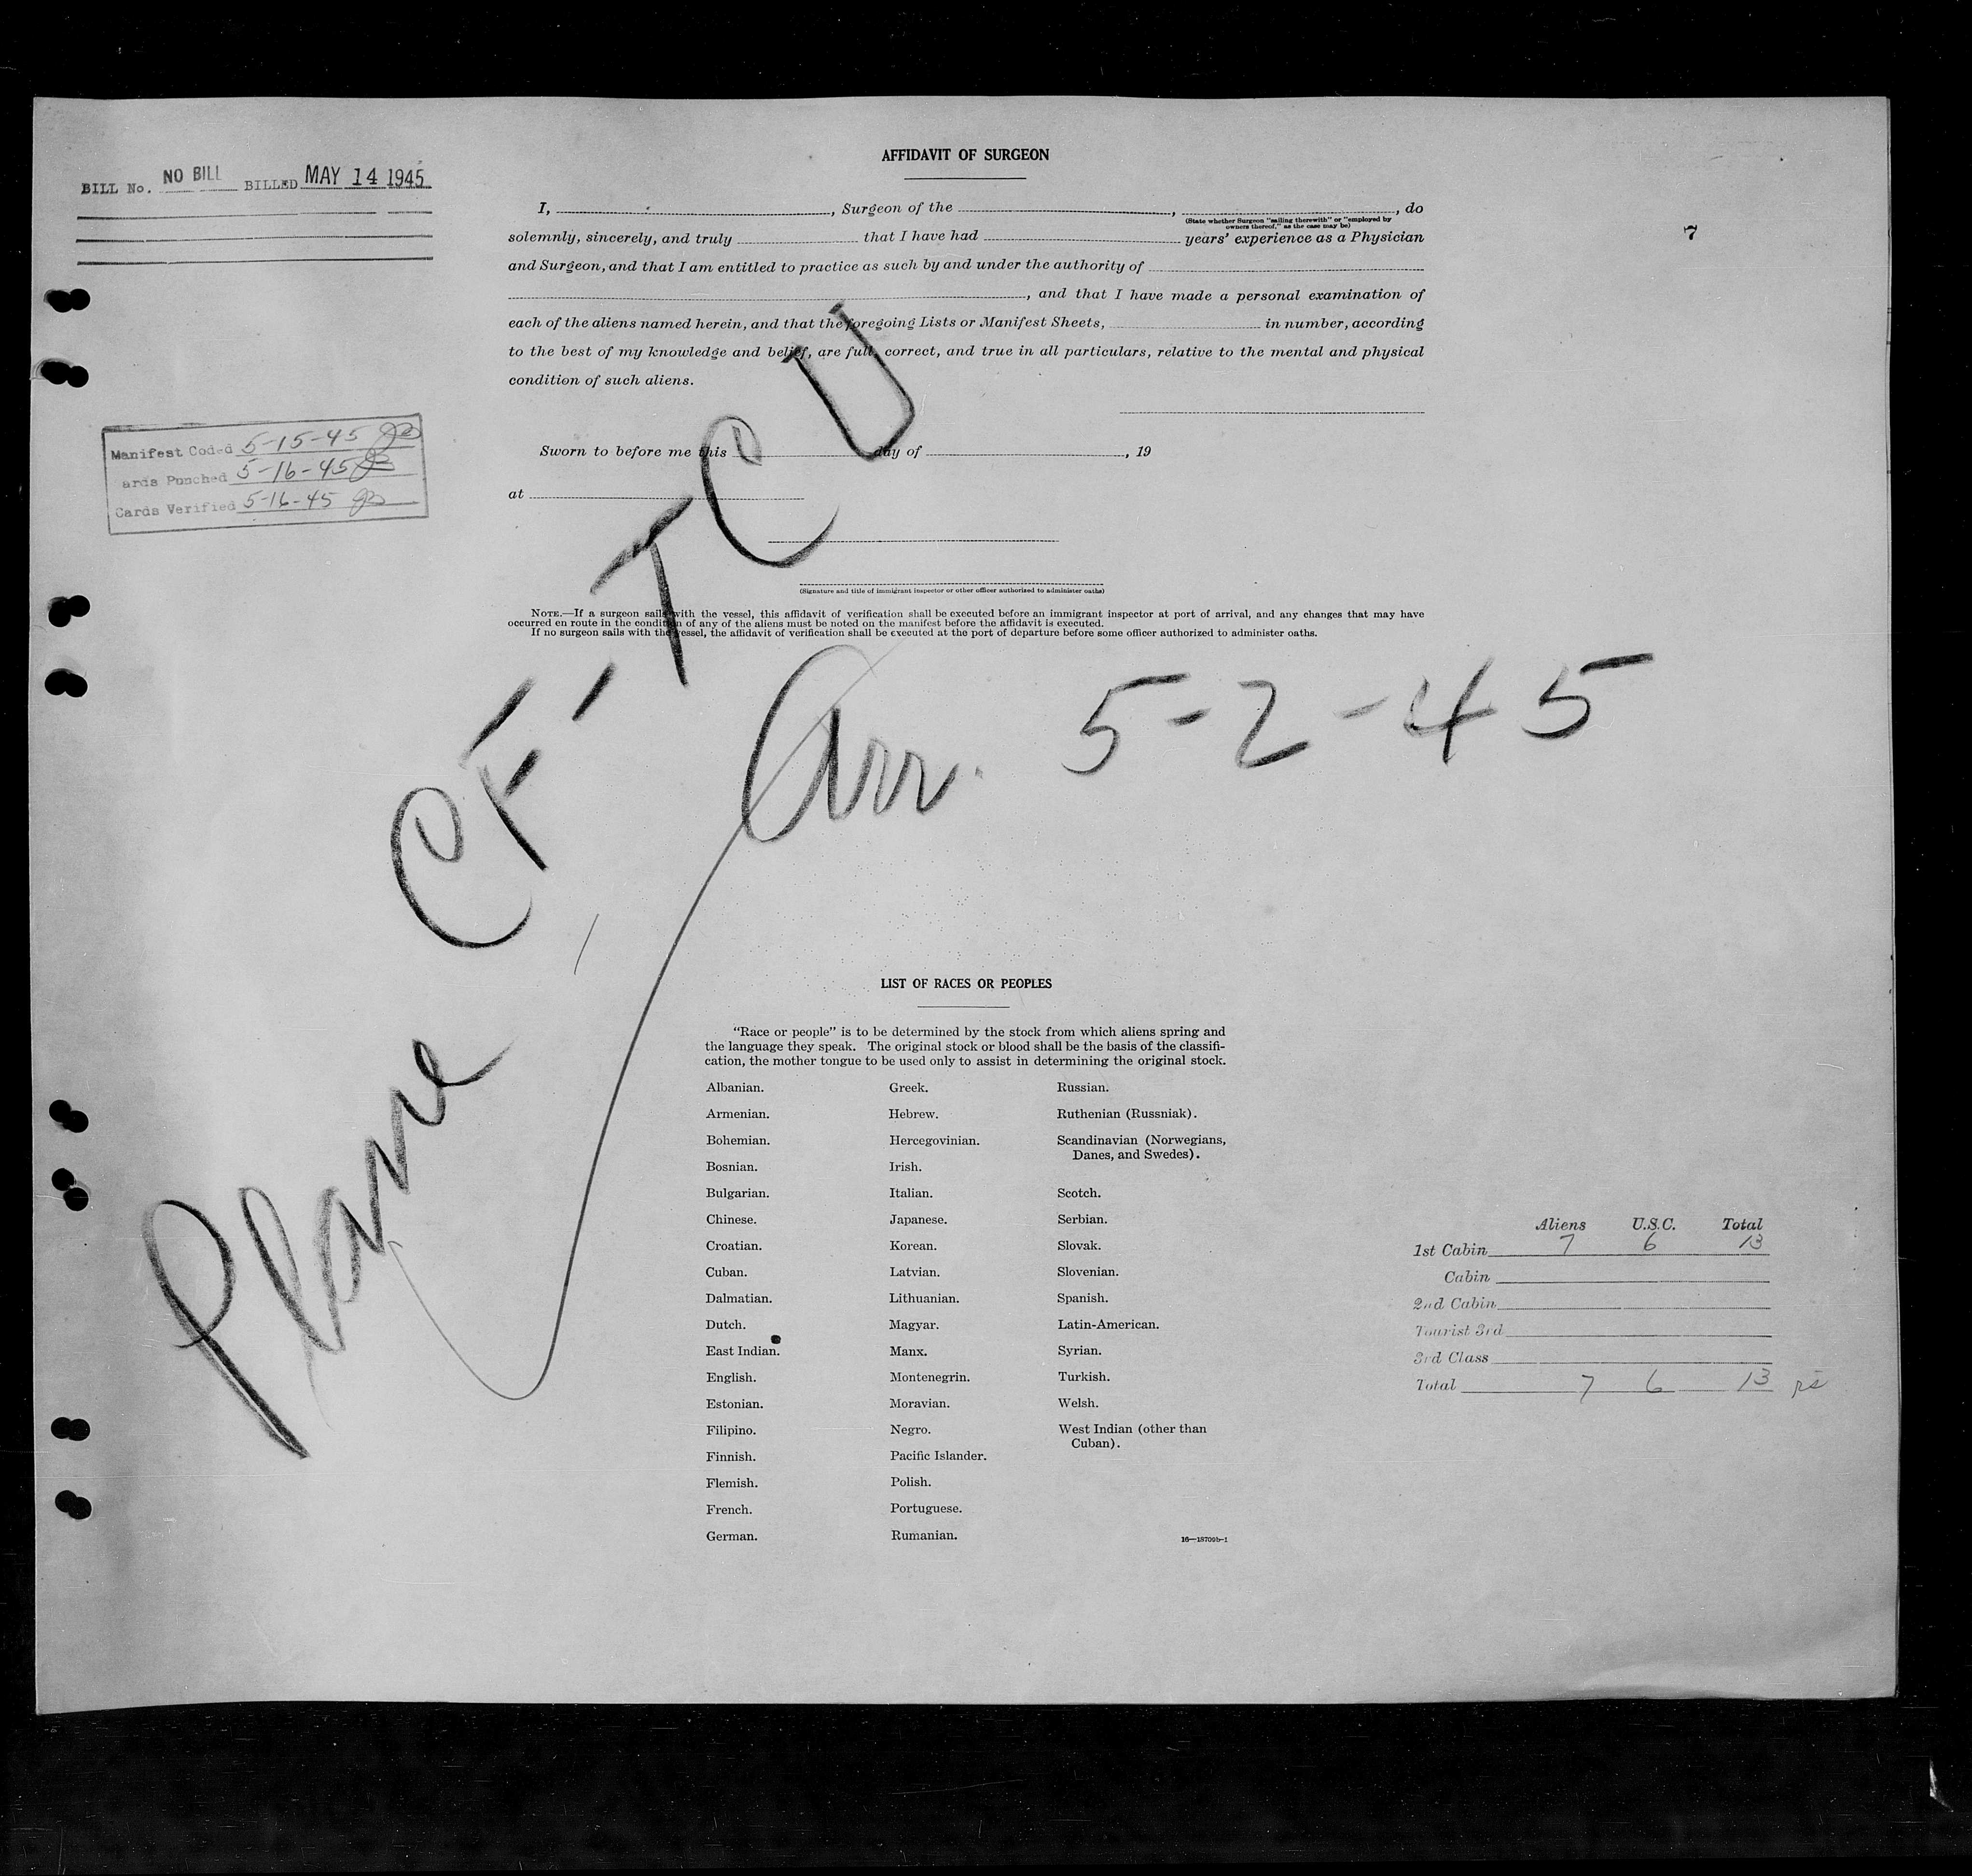 AFFIDAVIT OF SURGEON
BILL No. NO BILL BILLED MAY 14 1945
7
I, , Surgeon of the , , do
(State whether Surgeon "sailing therewith" or "employed by
owners thereof," as the case may be)
solemnly, sincerely, and truly that I have had years' experience as a Physician
and Surgeon, and that I am entitled to practice as such by and under the authority of
, and that I have made a personal examination of
each of the aliens named herein, and that the foregoing Lists or Manifest Sheets, in number, according
to the best of my knowledge and belief, are full, correct, and true in all particulars, relative to the mental and physical
condition of such aliens.
Manifest Coded 5-15-45
ards Punched 5-16-45
Cards Verified 5-16-45
Sworn to before me this day of , 19
at
(Signature and title of immigrant inspector or other officer authorized to administer oaths)
NOTE.—If a surgeon sails with the vessel, this affidavit of verification shall be executed before an immigrant inspector at port of arrival, and any changes that may have
occurred en route in the condition of any of the aliens must be noted on the manifest before the affidavit is executed.
If no surgeon sails with the vessel, the affidavit of verification shall be executed at the port of departure before some officer authorized to administer oaths.
Plane CF-TCU
Arr. 5-2-45
LIST OF RACES OR PEOPLES
"Race or people" is to be determined by the stock from which aliens spring and
the language they speak. The original stock or blood shall be the basis of the classifi-
cation, the mother tongue to be used only to assist in determining the original stock.
Albanian.
Armenian.
Bohemian.
Bosnian.
Bulgarian.
Chinese.
Croatian.
Cuban.
Dalmatian.
Dutch.
East Indian.
English.
Estonian.
Filipino.
Finnish.
Flemish.
French.
German.
Greek.
Hebrew.
Hercegovinian.
Irish.
Italian.
Japanese.
Korean.
Latvian.
Lithuanian.
Magyar.
Manx.
Montenegrin.
Moravian.
Negro.
Pacific Islander.
Polish.
Portuguese.
Rumanian.
Russian.
Ruthenian (Russniak).
Scandinavian (Norwegians,
Danes, and Swedes).
Scotch.
Serbian.
Slovak.
Slovenian.
Spanish.
Latin-American.
Syrian.
Turkish.
Welsh.
West Indian (other than
Cuban).
16—18709b-1
Aliens U.S.C. Total
1st Cabin 7 6 13
Cabin
2nd Cabin
Tourist 3rd
3rd Class
Total 7 6 13